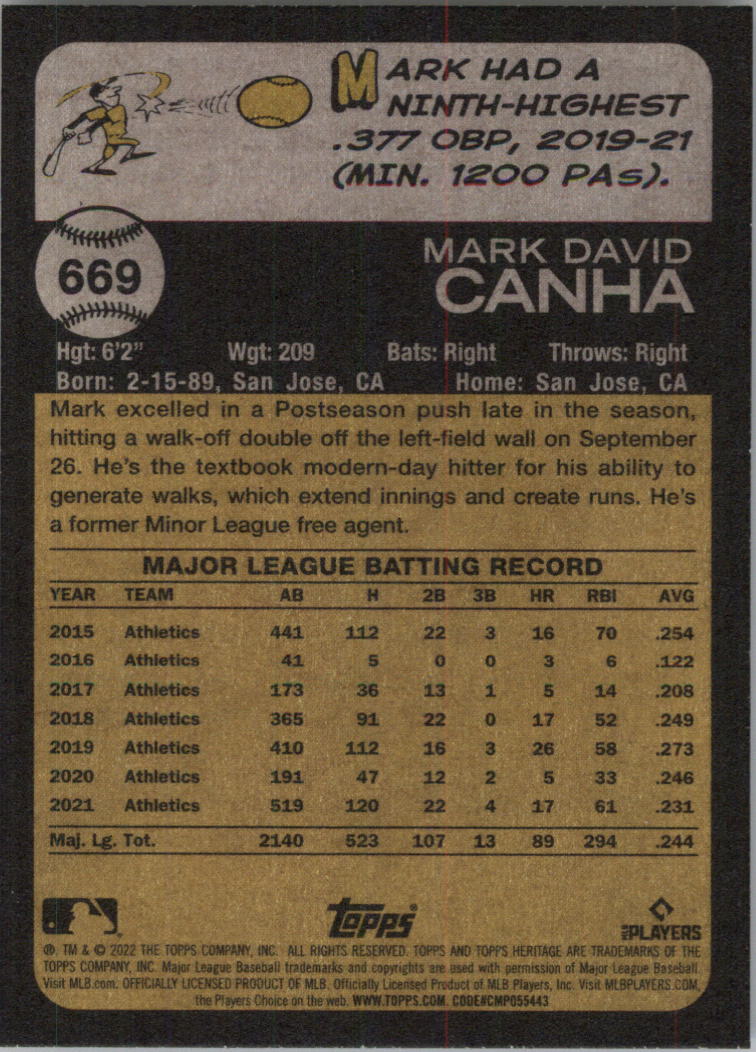 MARK HAD A
NINTH-HIGHEST
.377 OBP, 2019-21
(MIN. 1200 PAs).
669
MARK DAVID
CANHA
Hgt: 6'2" Wgt: 209 Bats: Right Throws: Right
Born: 2-15-89, San Jose, CA Home: San Jose, CA
Mark excelled in a Postseason push late in the season,
hitting a walk-off double off the left-field wall on September
26. He's the textbook modern-day hitter for his ability to
generate walks, which extend innings and create runs. He's
a former Minor League free agent.
MAJOR LEAGUE BATTING RECORD
YEAR TEAM AB H 2B 3B HR RBI AVG
2015 Athletics 441 112 22 3 16 70 .254
2016 Athletics 41 5 0 0 3 6 .122
2017 Athletics 173 36 13 1 5 14 .208
2018 Athletics 365 91 22 0 17 52 .249
2019 Athletics 410 112 16 3 26 58 .273
2020 Athletics 191 47 12 2 5 33 .246
2021 Athletics 519 120 22 4 17 61 .231
Maj. Lg. Tot. 2140 523 107 13 89 294 .244
Topps
MLB PLAYERS
®, TM & © 2022 THE TOPPS COMPANY, INC. ALL RIGHTS RESERVED. TOPPS AND TOPPS HERITAGE ARE TRADEMARKS OF THE
TOPPS COMPANY, INC. Major League Baseball trademarks and copyrights are used with permission of Major League Baseball.
Visit MLB.com. OFFICIALLY LICENSED PRODUCT OF MLB. Officially Licensed Product of MLB Players, Inc. Visit MLBPLAYERS.COM,
the Players Choice on the web. WWW.TOPPS.COM. CODE#CMP055443